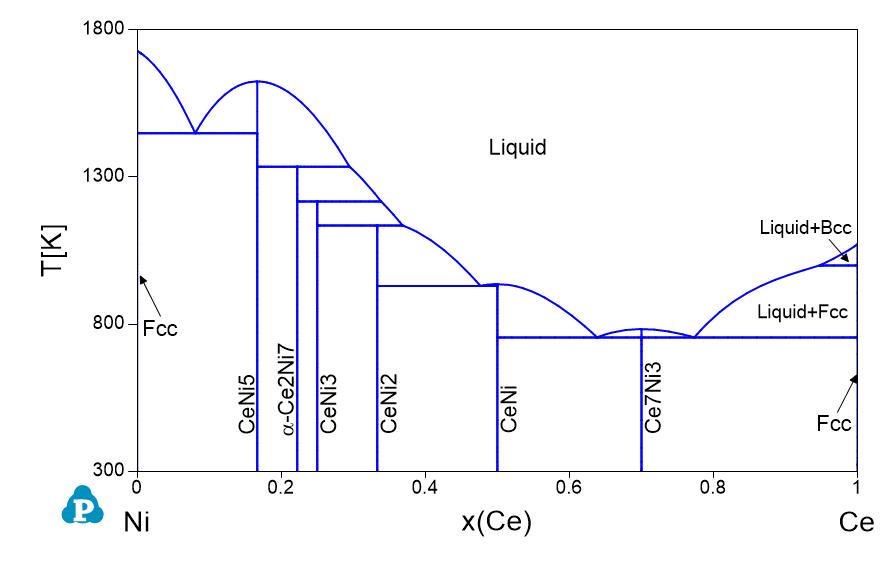 1800
1300
800
300
T[K]
Liquid
Liquid+Bcc
Liquid+Fcc
Fcc
Fcc
CeNi5
α-Ce2Ni7
CeNi3
CeNi2
CeNi
Ce7Ni3
0
0.2
0.4
0.6
0.8
1
P
Ni
x(Ce)
Ce